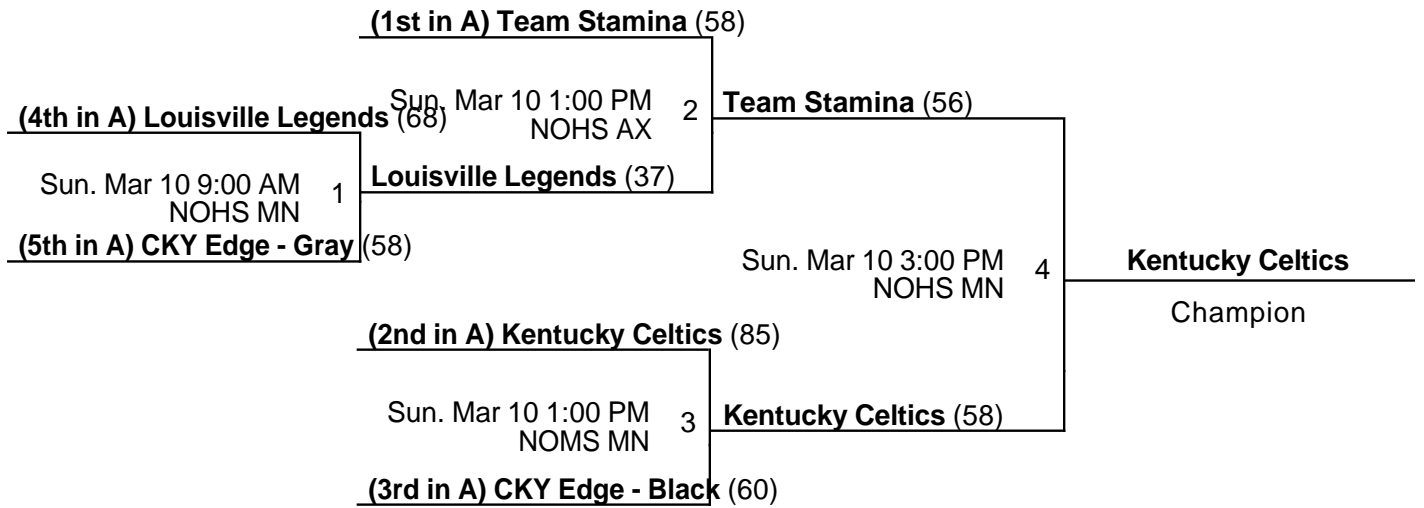 (1st in A) Team Stamina (58)
Sun. Mar 10 1:00 PM
NOHS AX
2
Team Stamina (56)
(4th in A) Louisville Legends (68)
Sun. Mar 10 9:00 AM
NOHS MN
1
Louisville Legends (37)
(5th in A) CKY Edge - Gray (58)
Sun. Mar 10 3:00 PM
NOHS MN
4
Kentucky Celtics
Champion
(2nd in A) Kentucky Celtics (85)
Sun. Mar 10 1:00 PM
NOMS MN
3
Kentucky Celtics (58)
(3rd in A) CKY Edge - Black (60)